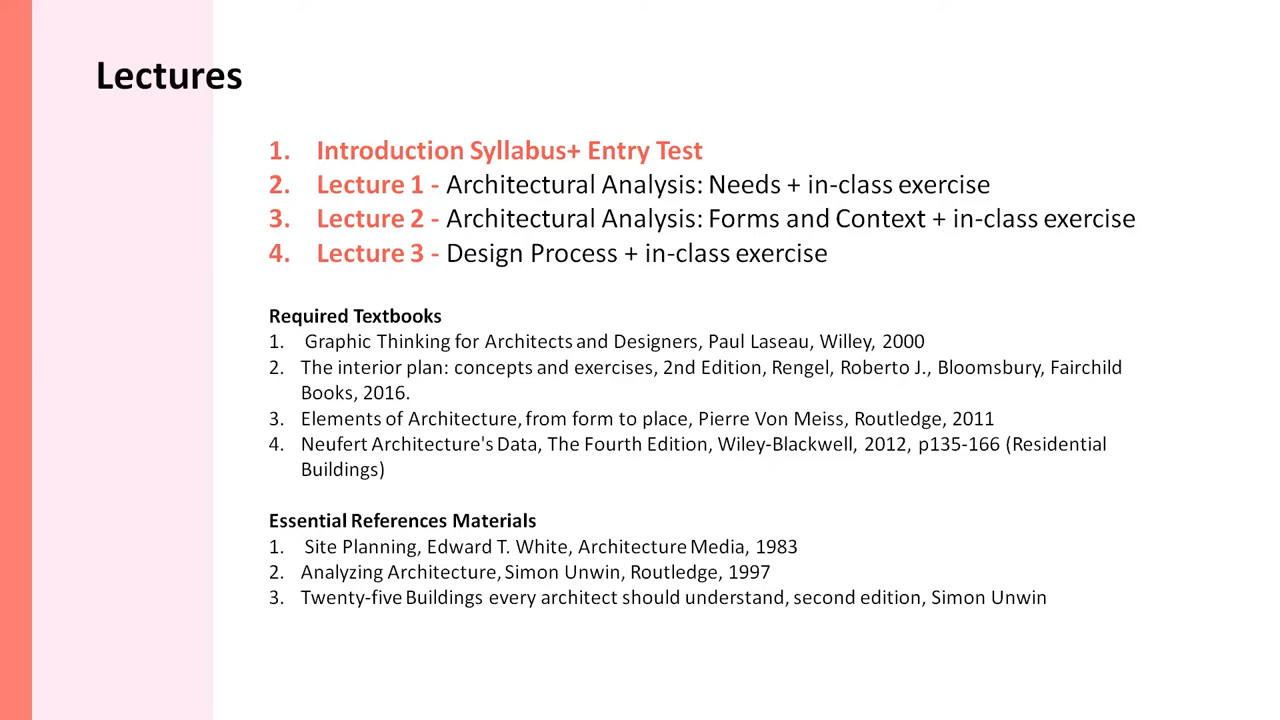 Lectures
1. Introduction Syllabus+ Entry Test
2. Lecture 1 - Architectural Analysis: Needs + in-class exercise
3. Lecture 2 - Architectural Analysis: Forms and Context + in-class exercise
4. Lecture 3 - Design Process + in-class exercise
Required Textbooks
1. Graphic Thinking for Architects and Designers, Paul Laseau, Willey, 2000
2. The interior plan: concepts and exercises, 2nd Edition, Rengel, Roberto J., Bloomsbury, Fairchild
Books, 2016.
3. Elements of Architecture, from form to place, Pierre Von Meiss, Routledge, 2011
4. Neufert Architecture's Data, The Fourth Edition, Wiley-Blackwell, 2012, p135-166 (Residential
Buildings)
Essential References Materials
1. Site Planning, Edward T. White, Architecture Media, 1983
2. Analyzing Architecture, Simon Unwin, Routledge, 1997
3. Twenty-five Buildings every architect should understand, second edition, Simon Unwin